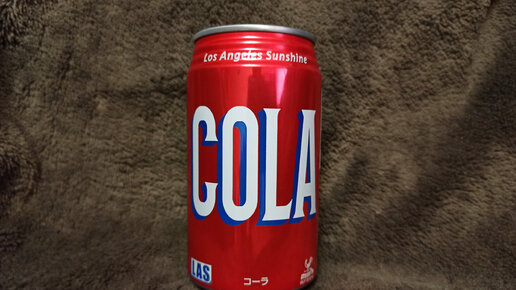 Los Angeles Sunshine
COLA
LAS
コーラ